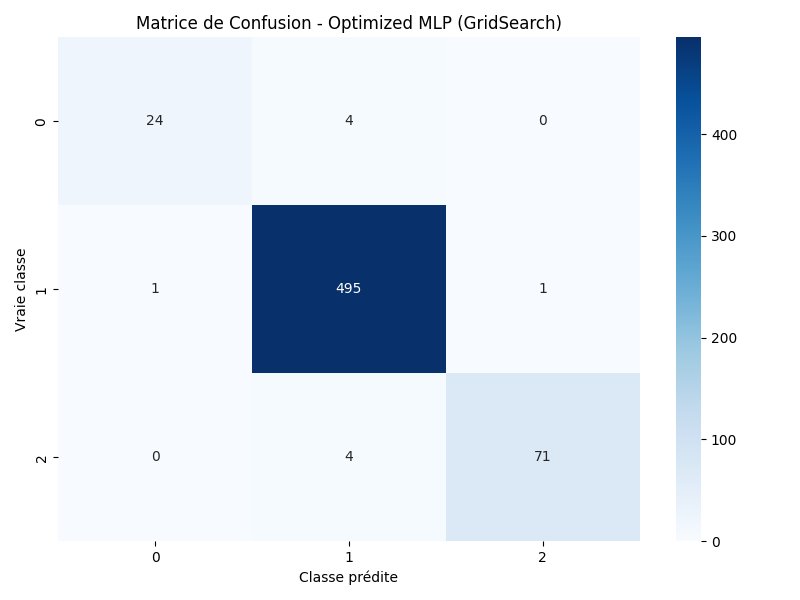 Matrice de Confusion - Optimized MLP (GridSearch)
0 24 4 0
1 1 495 1
2 0 4 71
0 1 2
Vraie classe
Classe prédite
400
300
200
100
0